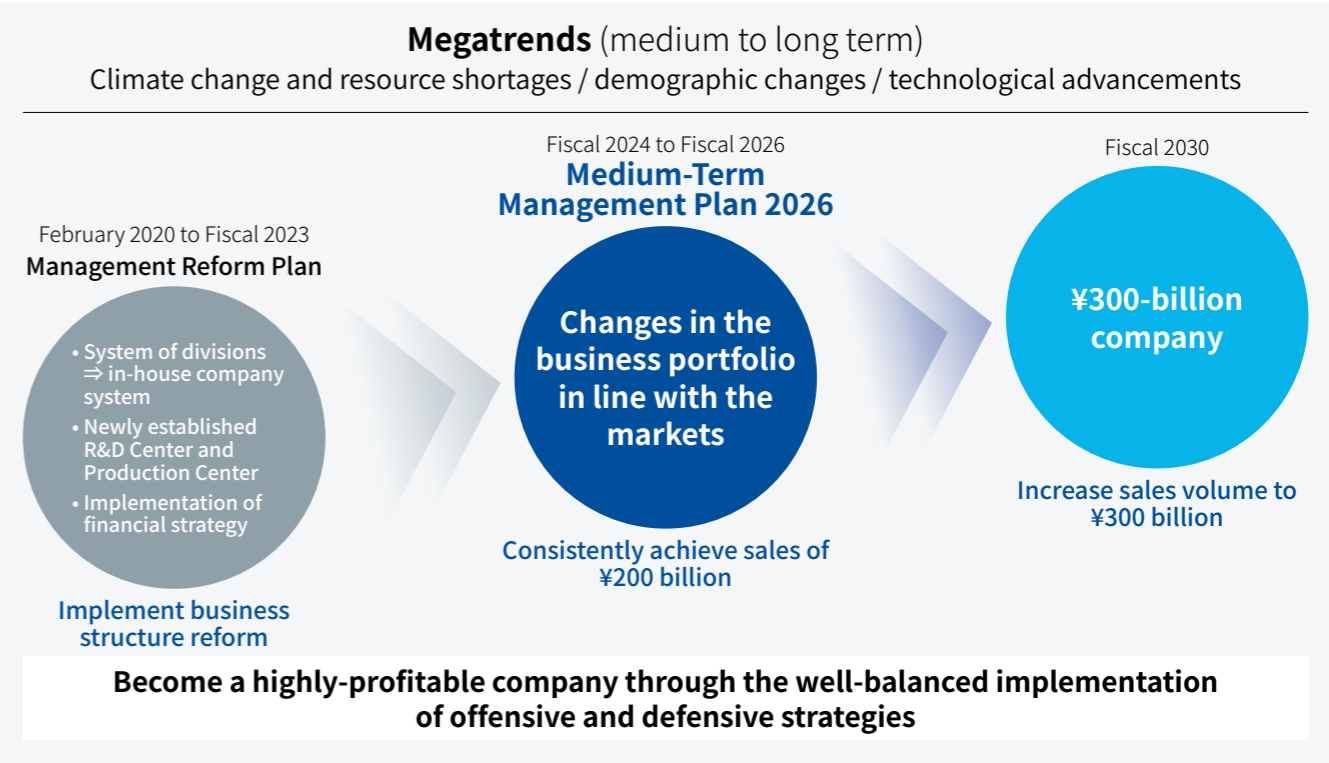 Megatrends (medium to long term)
Climate change and resource shortages / demographic changes / technological advancements
February 2020 to Fiscal 2023
Management Reform Plan
• System of divisions
⇒ in-house company
system
• Newly established
R&D Center and
Production Center
• Implementation of
financial strategy
Implement business
structure reform
Fiscal 2024 to Fiscal 2026
Medium-Term
Management Plan 2026
Changes in the
business portfolio
in line with the
markets
Consistently achieve sales of
¥200 billion
Fiscal 2030
¥300-billion
company
Increase sales volume to
¥300 billion
Become a highly-profitable company through the well-balanced implementation
of offensive and defensive strategies